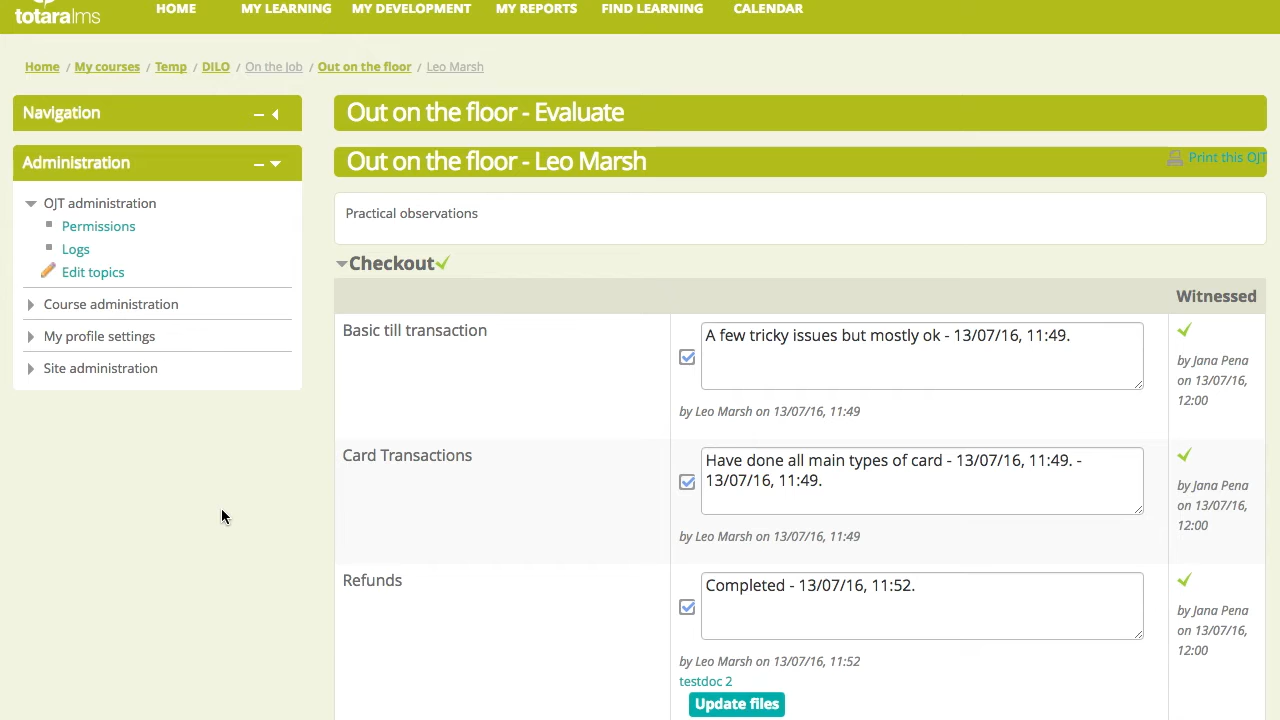 totaralms
HOME MY LEARNING MY DEVELOPMENT MY REPORTS FIND LEARNING CALENDAR
Home / My courses / Temp / DILO / On the Job / Out on the floor / Leo Marsh
Navigation
Administration
OJT administration
Permissions
Logs
Edit topics
Course administration
My profile settings
Site administration
Out on the floor - Evaluate
Out on the floor - Leo Marsh
Print this OJT
Practical observations
Checkout
Witnessed
Basic till transaction
A few tricky issues but mostly ok - 13/07/16, 11:49.
by Leo Marsh on 13/07/16, 11:49
by Jana Pena
on 13/07/16,
12:00
Card Transactions
Have done all main types of card - 13/07/16, 11:49. -
13/07/16, 11:49.
by Leo Marsh on 13/07/16, 11:49
by Jana Pena
on 13/07/16,
12:00
Refunds
Completed - 13/07/16, 11:52.
by Leo Marsh on 13/07/16, 11:52
testdoc 2
Update files
by Jana Pena
on 13/07/16,
12:00